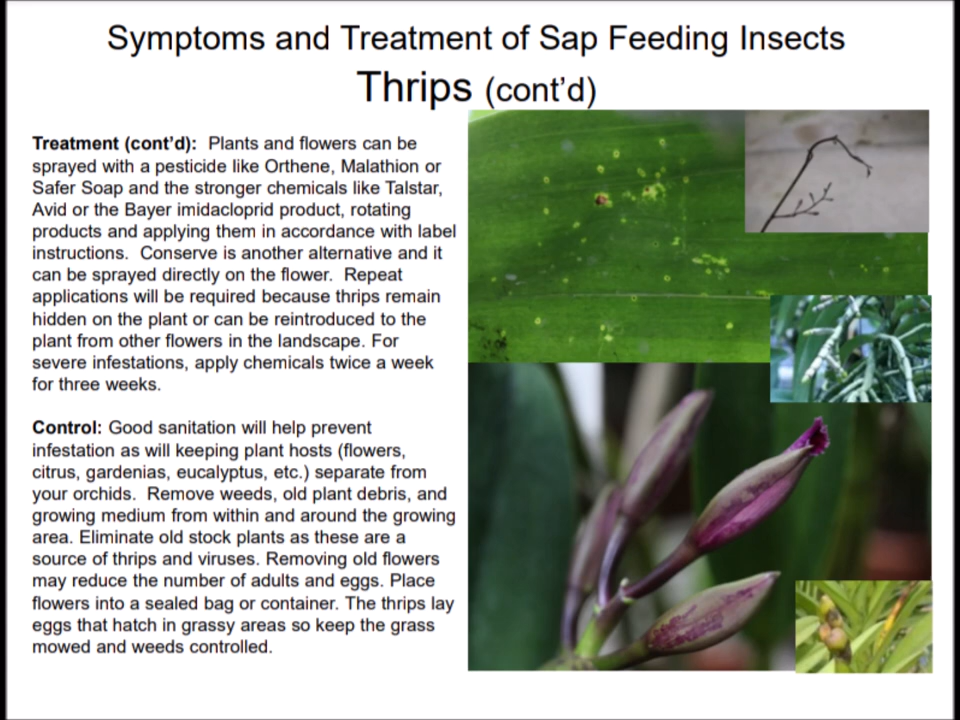 Symptoms and Treatment of Sap Feeding Insects
Thrips (cont’d)
Treatment (cont’d):  Plants and flowers can be
sprayed with a pesticide like Orthene, Malathion or
Safer Soap and the stronger chemicals like Talstar,
Avid or the Bayer imidacloprid product, rotating
products and applying them in accordance with label
instructions.  Conserve is another alternative and it
can be sprayed directly on the flower.  Repeat
applications will be required because thrips remain
hidden on the plant or can be reintroduced to the
plant from other flowers in the landscape. For
severe infestations, apply chemicals twice a week
for three weeks.
Control: Good sanitation will help prevent
infestation as will keeping plant hosts (flowers,
citrus, gardenias, eucalyptus, etc.) separate from
your orchids.  Remove weeds, old plant debris, and
growing medium from within and around the growing
area. Eliminate old stock plants as these are a
source of thrips and viruses. Removing old flowers
may reduce the number of adults and eggs. Place
flowers into a sealed bag or container. The thrips lay
eggs that hatch in grassy areas so keep the grass
mowed and weeds controlled.